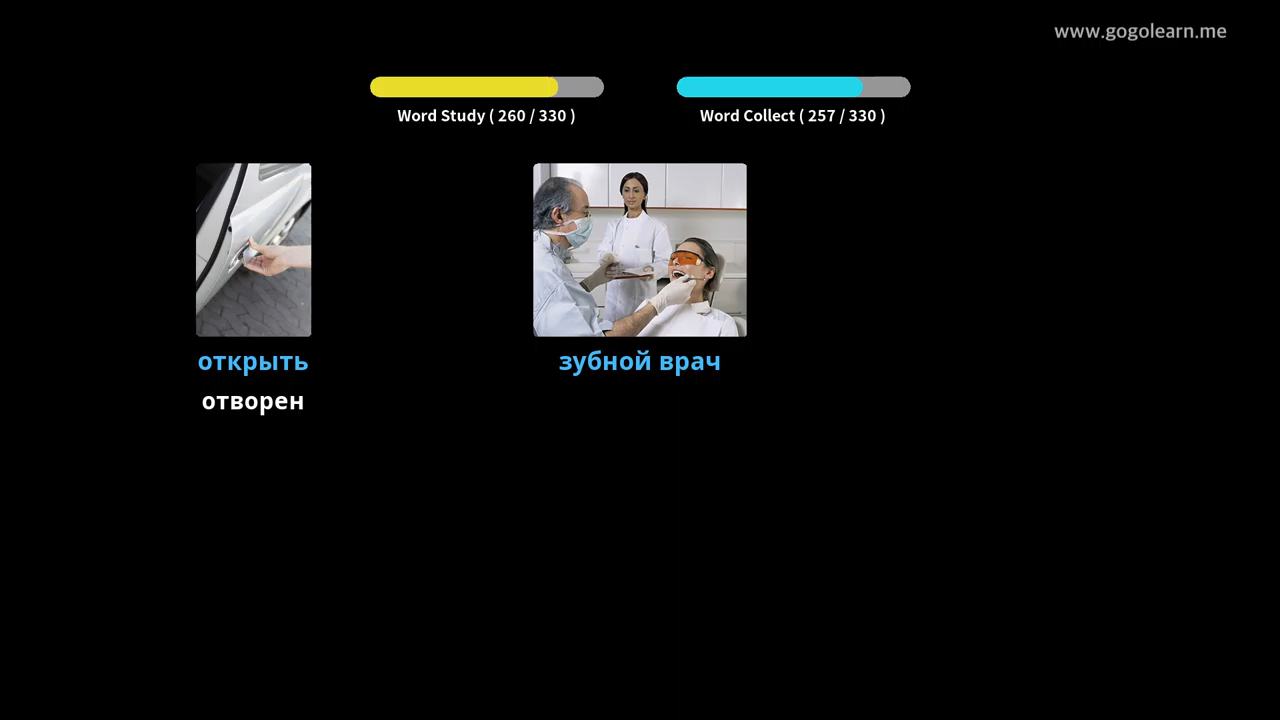 www.gogolearn.me
Word Study ( 260 / 330 )
Word Collect ( 257 / 330 )
открыть
зубной врач
отворен